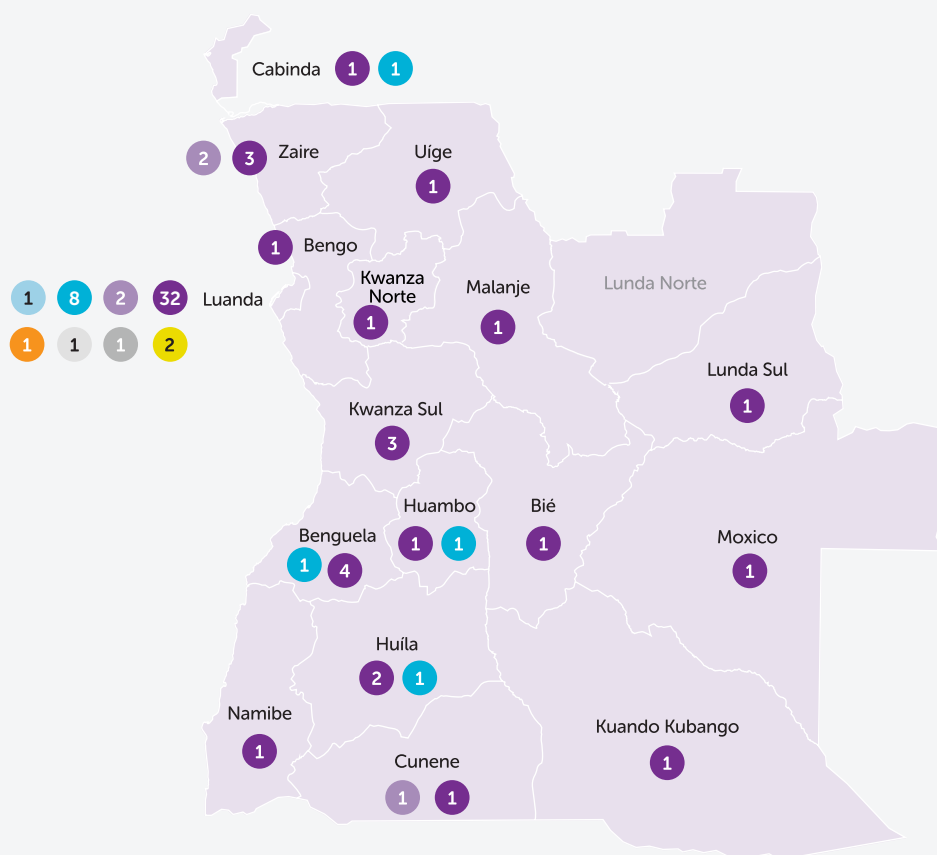 Cabinda 1 1
2 3 Zaire
Uíge
1
1 Bengo
Kwanza
Norte
1
Malanje
1
Lunda Norte
1 8 2 32 Luanda
1 1 1 2
Lunda Sul
1
Kwanza Sul
3
Huambo
1 1
Bié
1
Benguela
1 4
Moxico
1
Huíla
2 1
Namibe
1
Kuando Kubango
1
Cunene
1 1